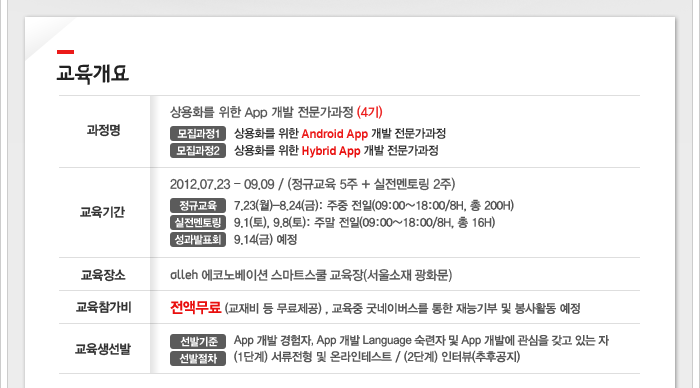 교육개요
과정명
상용화를 위한 App 개발 전문가과정 (4기)
모집과정1 상용화를 위한 Android App 개발 전문가과정
모집과정2 상용화를 위한 Hybrid App 개발 전문가과정
교육기간
2012.07.23 - 09.09 / (정규교육 5주 + 실전멘토링 2주)
정규교육 7.23(월)-8.24(금): 주중 전일(09:00~18:00/8H, 총 200H)
실전멘토링 9.1(토), 9.8(토): 주말 전일(09:00~18:00/8H, 총 16H)
성과발표회 9.14(금) 예정
교육장소 olleh 에코노베이션 스마트스쿨 교육장(서울소재 광화문)
교육참가비 전액무료 (교재비 등 무료제공) , 교육중 굿네이버스를 통한 재능기부 및 봉사활동 예정
교육생선발
선발기준 App 개발 경험자, App 개발 Language 숙련자 및 App 개발에 관심을 갖고 있는 자
선발절차 (1단계) 서류전형 및 온라인테스트 / (2단계) 인터뷰(추후공지)